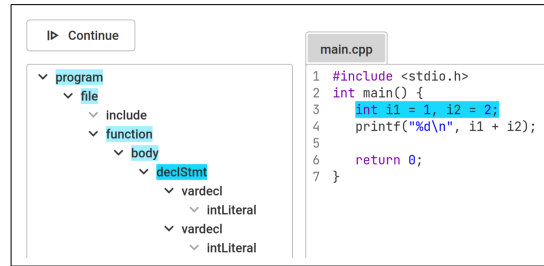 Continue
program
file
include
function
body
declStmt
vardecl
intLiteral
vardecl
intLiteral
main.cpp
1 #include <stdio.h>
2 int main() {
3 int i1 = 1, i2 = 2;
4 printf("%d\n", i1 + i2);
5
6 return 0;
7 }